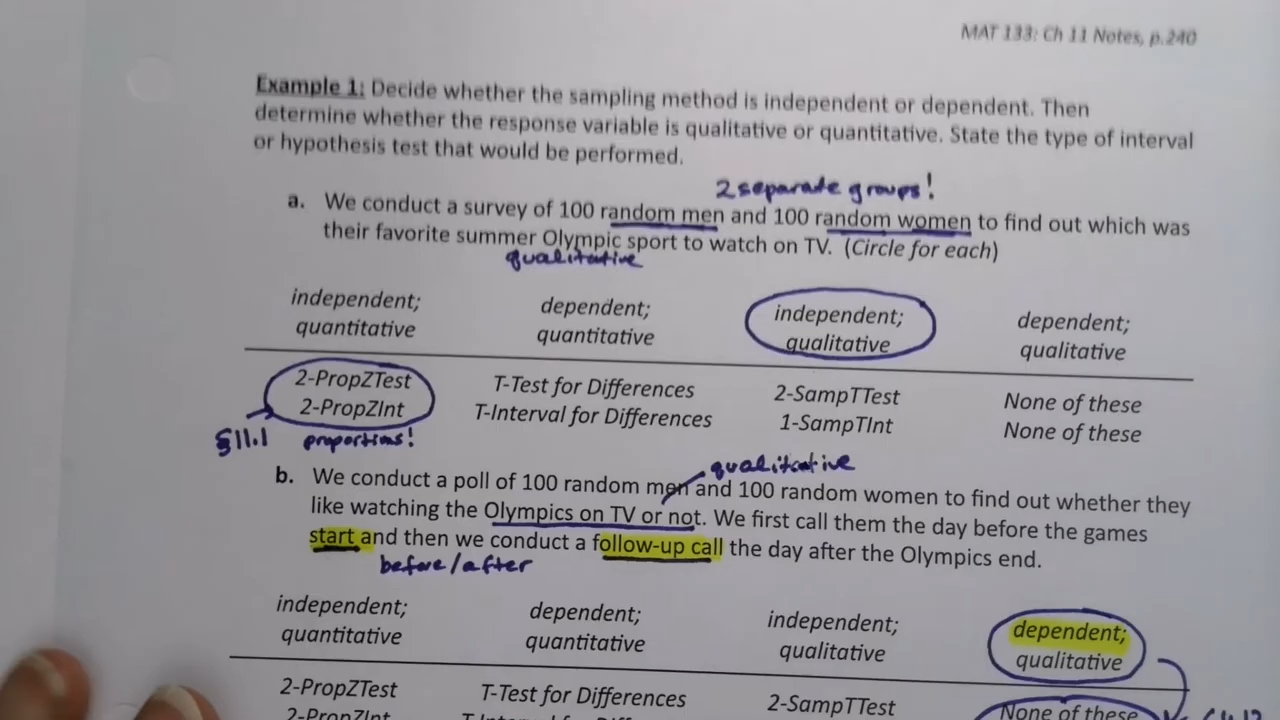 MAT 133: Ch 11 Notes, p.240
Example 1: Decide whether the sampling method is independent or dependent. Then
determine whether the response variable is qualitative or quantitative. State the type of interval
or hypothesis test that would be performed.
2 separate groups!
a. We conduct a survey of 100 random men and 100 random women to find out which was
their favorite summer Olympic sport to watch on TV. (Circle for each)
qualitative
independent; dependent; independent; dependent;
quantitative quantitative qualitative qualitative
2-PropZTest T-Test for Differences 2-SampTTest None of these
2-PropZInt T-Interval for Differences 1-SampTInt None of these
§11.1 proportions!
qualitative
b. We conduct a poll of 100 random men and 100 random women to find out whether they
like watching the Olympics on TV or not. We first call them the day before the games
start and then we conduct a follow-up call the day after the Olympics end.
before/after
independent; dependent; independent; dependent;
quantitative quantitative qualitative qualitative
2-PropZTest T-Test for Differences 2-SampTTest None of these
2-PropZInt